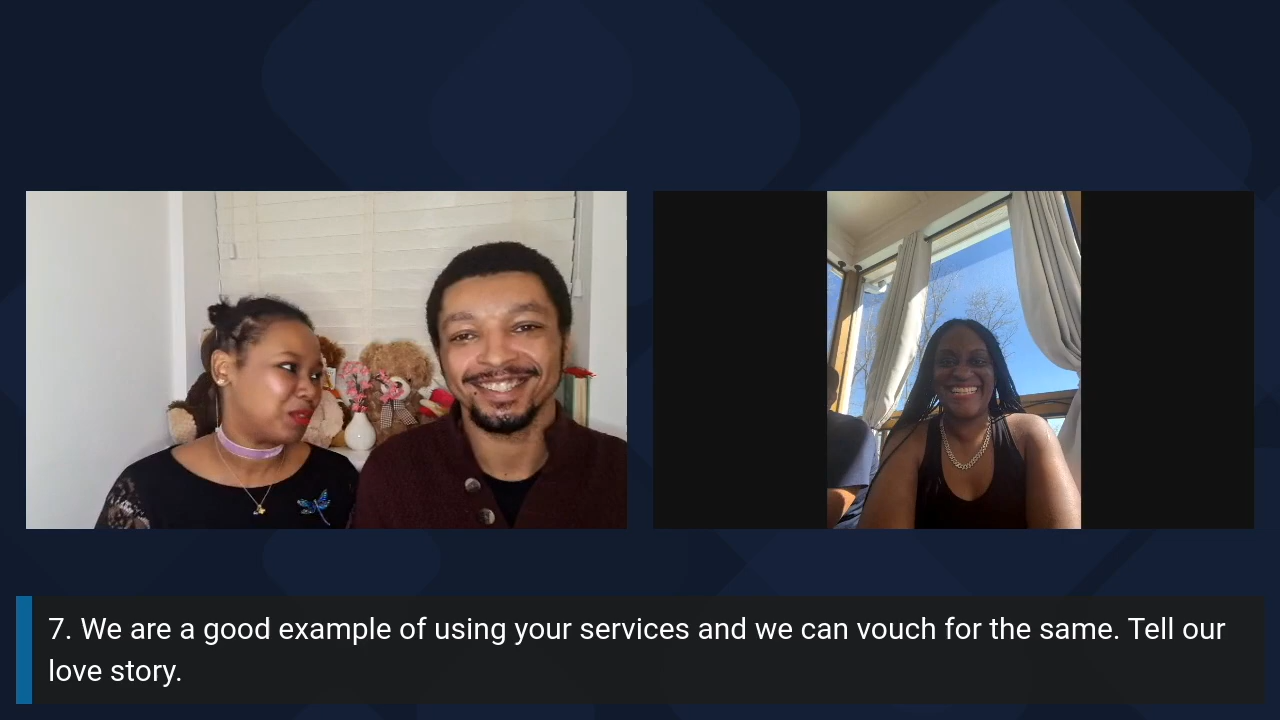 7. We are a good example of using your services and we can vouch for the same. Tell our
love story.